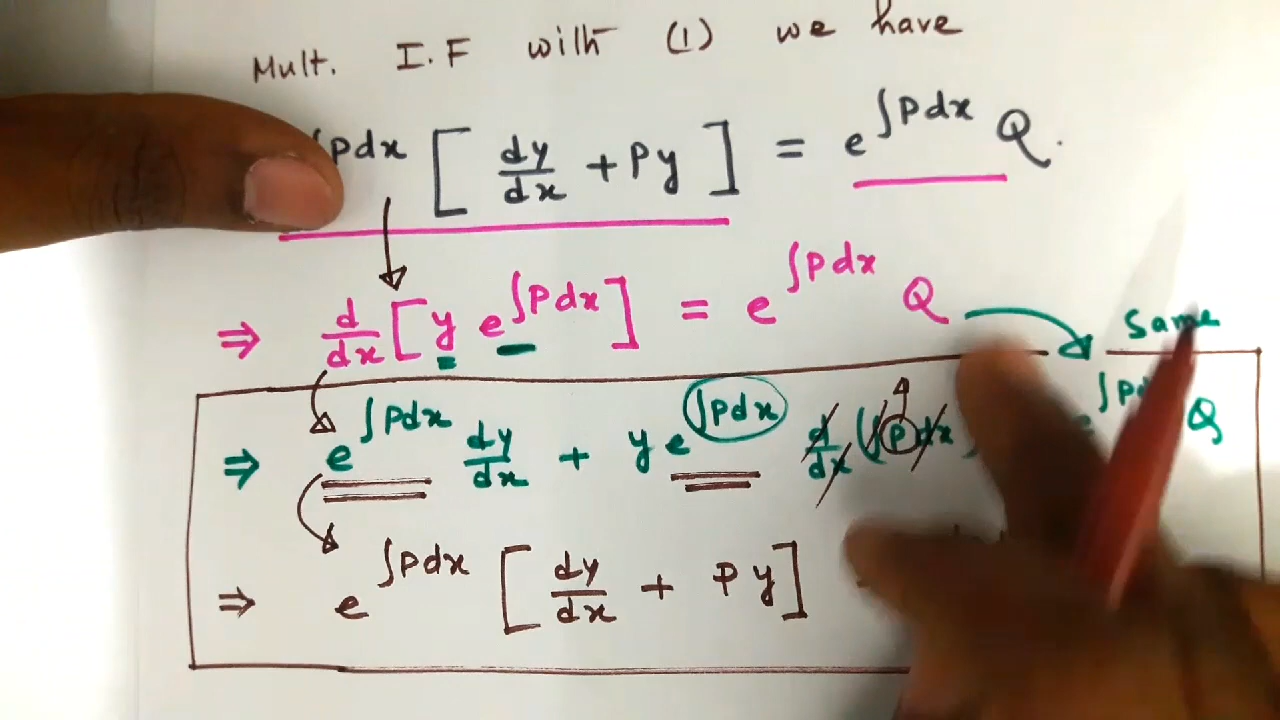 Mult. I.F with (1) we have
∫pdx [ dy/dx + Py ] = e^∫Pdx Q.
⇒ d/dx [ y e^∫Pdx ] = e^∫Pdx Q
Same
⇒ e^∫Pdx dy/dx + y e^∫Pdx d/dx (∫Pdx) Q
⇒ e^∫Pdx [ dy/dx + Py ]